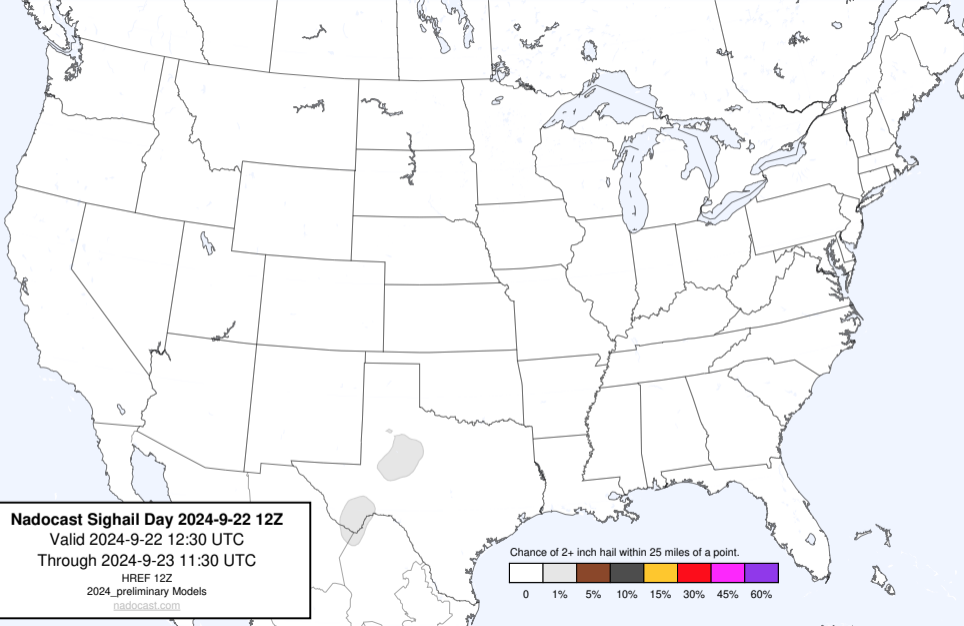 Nadocast Sighail Day 2024-9-22 12Z
Valid 2024-9-22 12:30 UTC
Through 2024-9-23 11:30 UTC
HREF 12Z
2024_preliminary Models
nadocast.com
Chance of 2+ inch hail within 25 miles of a point.
0 1% 5% 10% 15% 30% 45% 60%